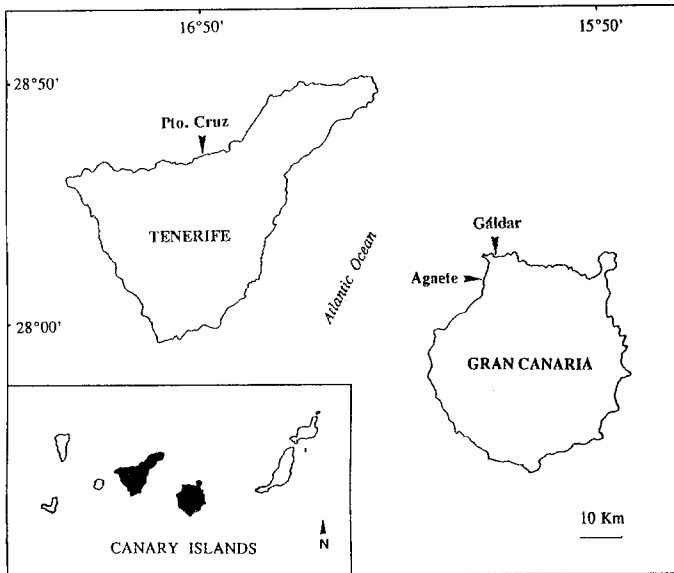 16°50'
15°50'
28°50'
Pto. Cruz
TENERIFE
Gáldar
Agnete
Atlantic Ocean
28°00'
GRAN CANARIA
10 Km
N
CANARY ISLANDS